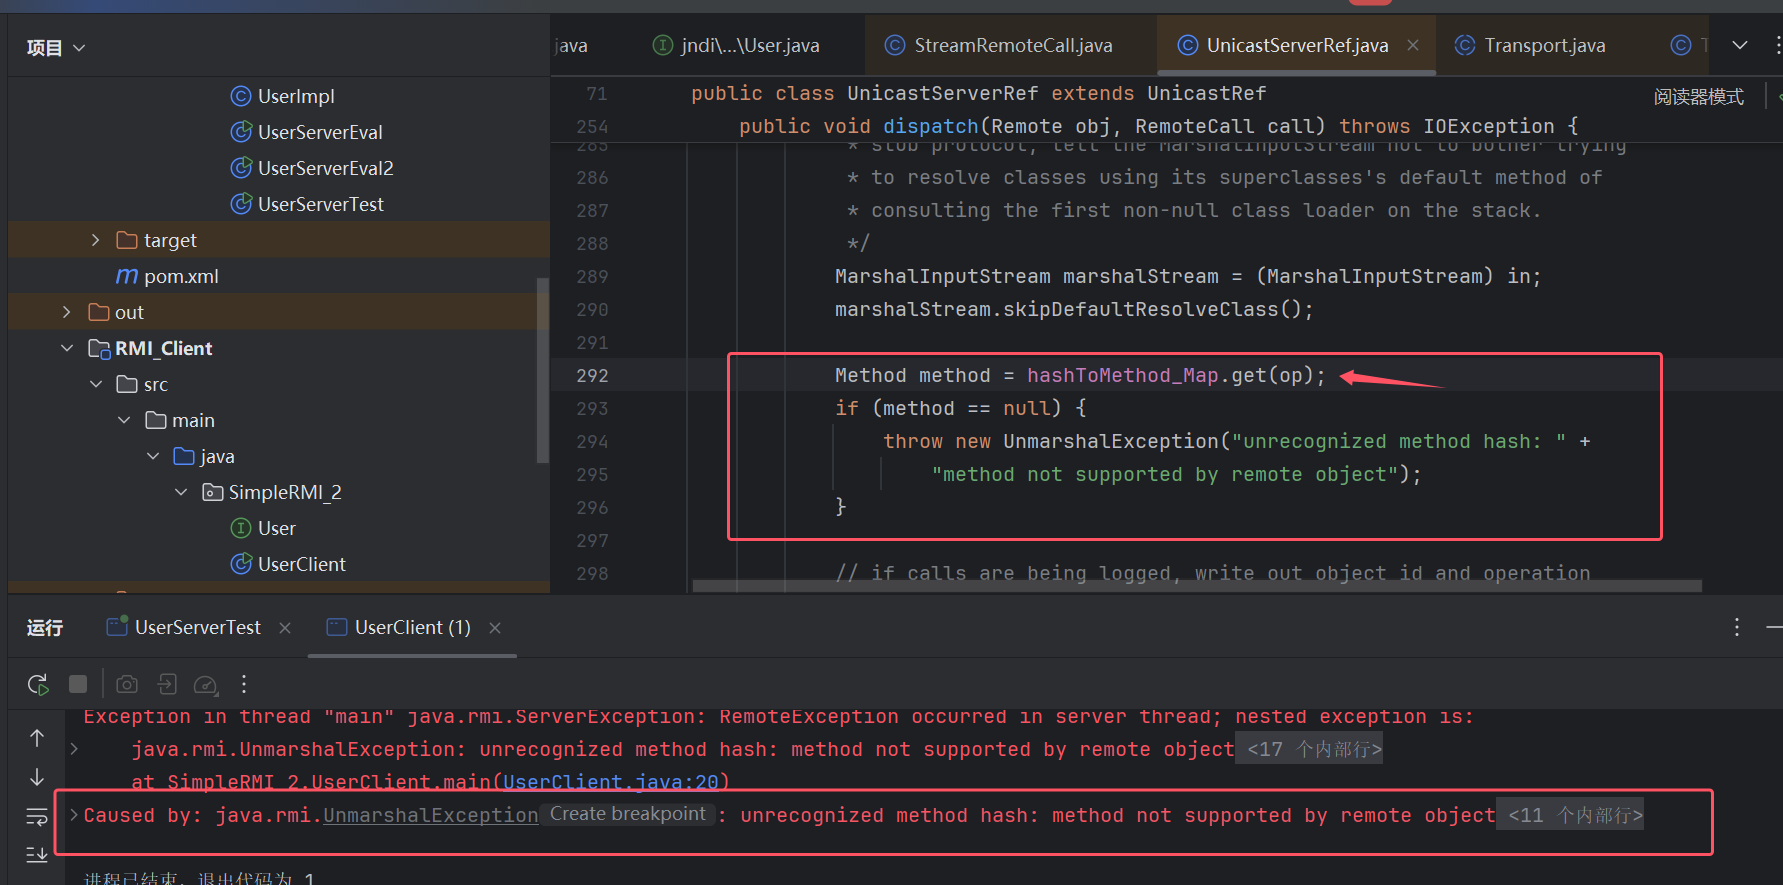 项目
java
jndi\...\User.java
StreamRemoteCall.java
UnicastServerRef.java
Transport.java
UserImpl
UserServerEval
UserServerEval2
UserServerTest
target
pom.xml
out
RMI_Client
src
main
java
SimpleRMI_2
User
UserClient
阅读器模式
71 public class UnicastServerRef extends UnicastRef
254 public void dispatch(Remote obj, RemoteCall call) throws IOException {
285 * stub protocol, tell the MarshalInputStream not to bother trying
286 * to resolve classes using its superclasses's default method of
287 * consulting the first non-null class loader on the stack.
288 */
289 MarshalInputStream marshalStream = (MarshalInputStream) in;
290 marshalStream.skipDefaultResolveClass();
291
292 Method method = hashToMethod_Map.get(op);
293 if (method == null) {
294 throw new UnmarshalException("unrecognized method hash: " +
295 "method not supported by remote object");
296 }
297
298 // if calls are being logged, write out object id and operation
运行 UserServerTest UserClient (1)
Exception in thread "main" java.rmi.ServerException: RemoteException occurred in server thread; nested exception is:
java.rmi.UnmarshalException: unrecognized method hash: method not supported by remote object <17 个内部行>
at SimpleRMI_2.UserClient.main(UserClient.java:20)
Caused by: java.rmi.UnmarshalException Create breakpoint : unrecognized method hash: method not supported by remote object <11 个内部行>
进程已结束，退出代码为 1